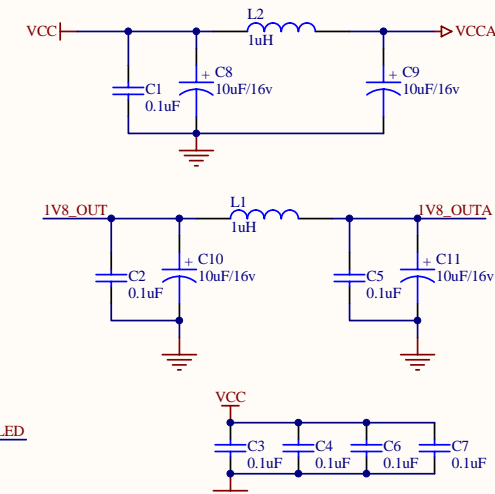 L2
VCC
VCCA
1uH
+ C8
+ C9
C1
10uF/16v
10uF/16v
0.1uF
L1
1V8_OUT
1V8_OUTA
1uH
+ C10
+ C11
C2
10uF/16v
C5
10uF/16v
0.1uF
0.1uF
VCC
LED
C3
C4
C6
C7
0.1uF
0.1uF
0.1uF
0.1uF